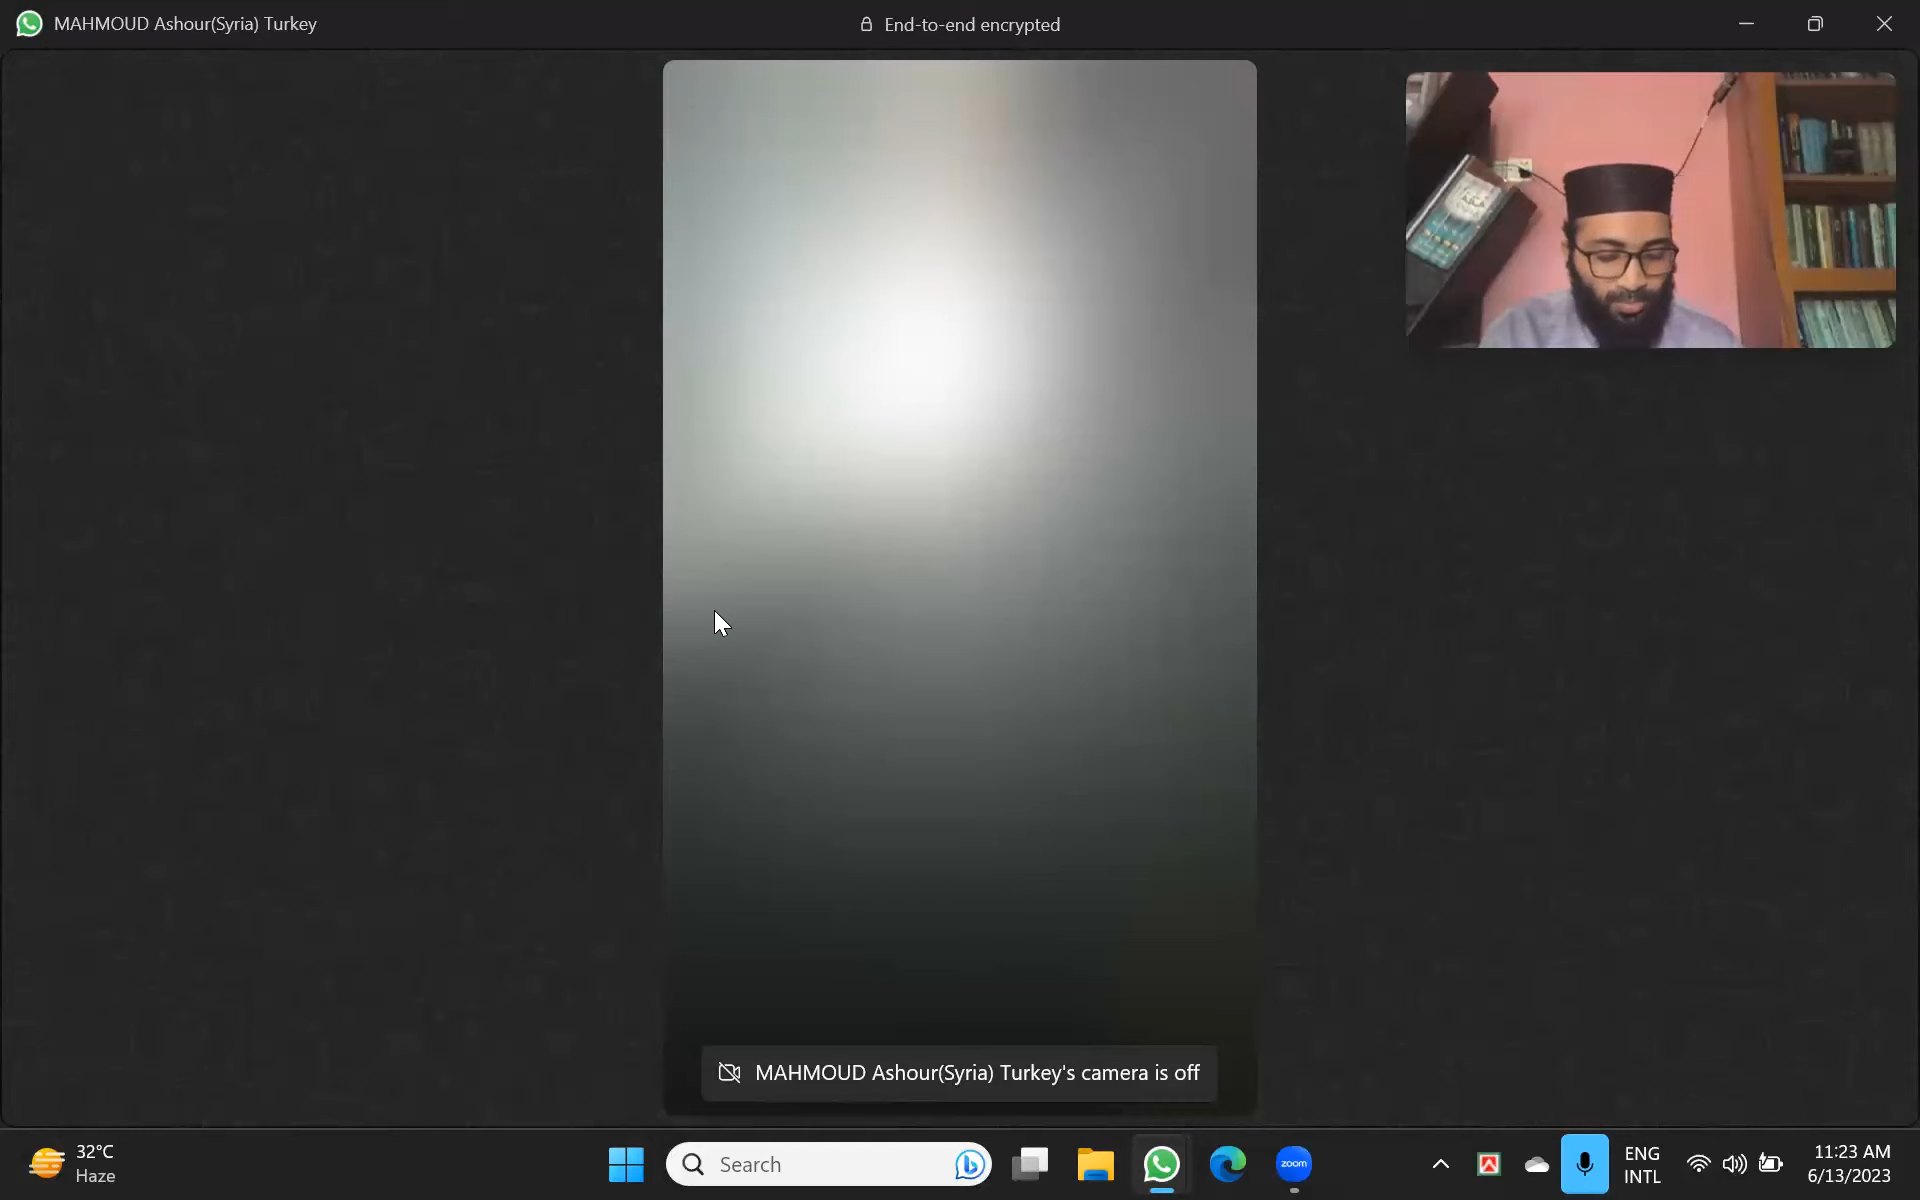 MAHMOUD Ashour(Syria) Turkey
End-to-end encrypted
MAHMOUD Ashour(Syria) Turkey's camera is off
32°C
Haze
Search
zoom
ENG
INTL
11:23 AM
6/13/2023